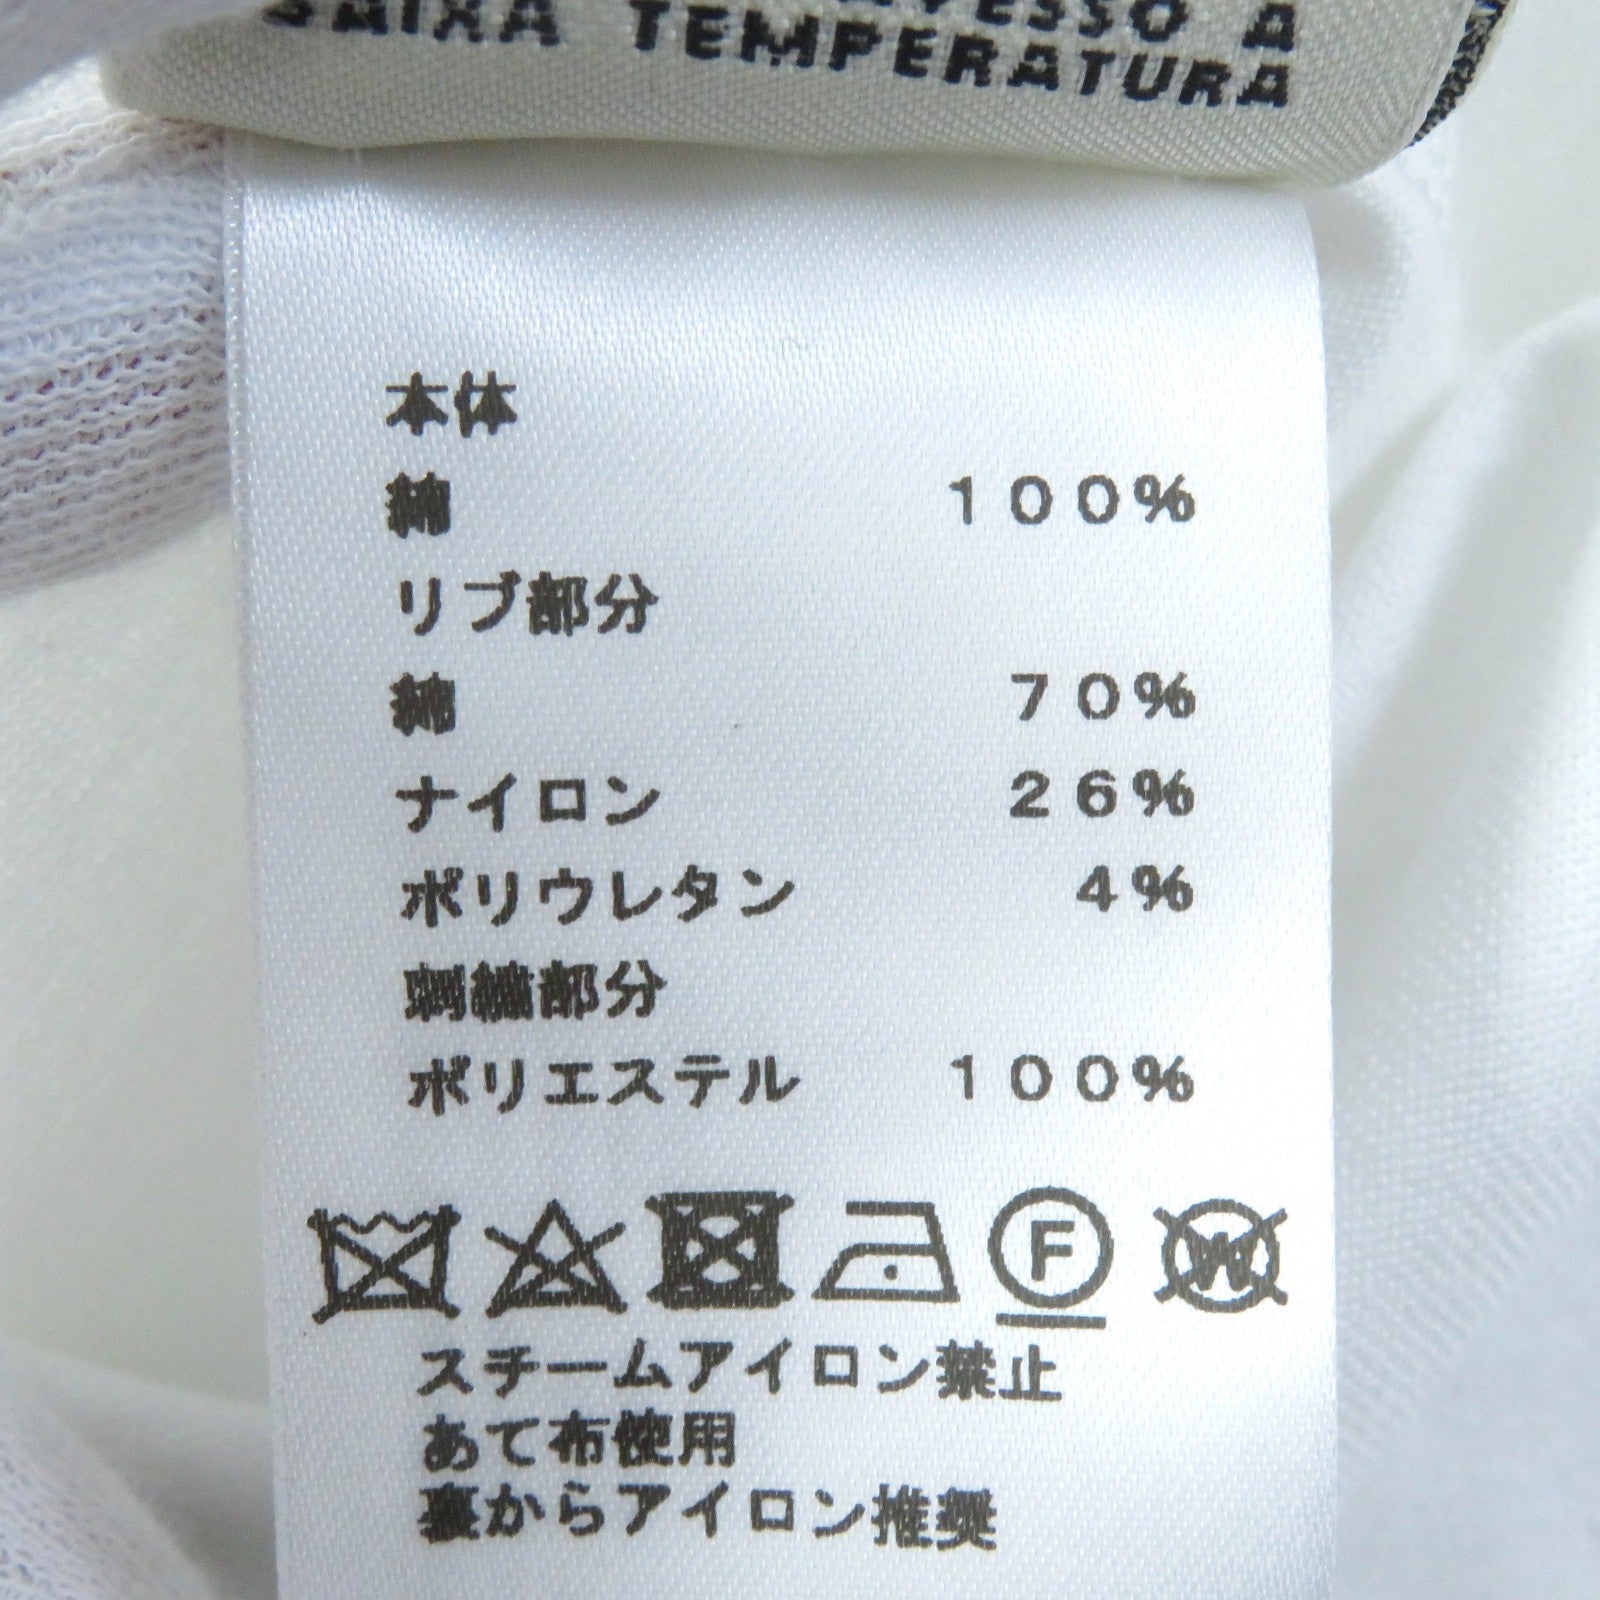 A
BAIXA TEMPERATURA
本体
綿 100%
リブ部分
綿 70%
ナイロン 26%
ポリウレタン 4%
刺繍部分
ポリエステル 100%
F W
スチームアイロン禁止
あて布使用
裏からアイロン推奨